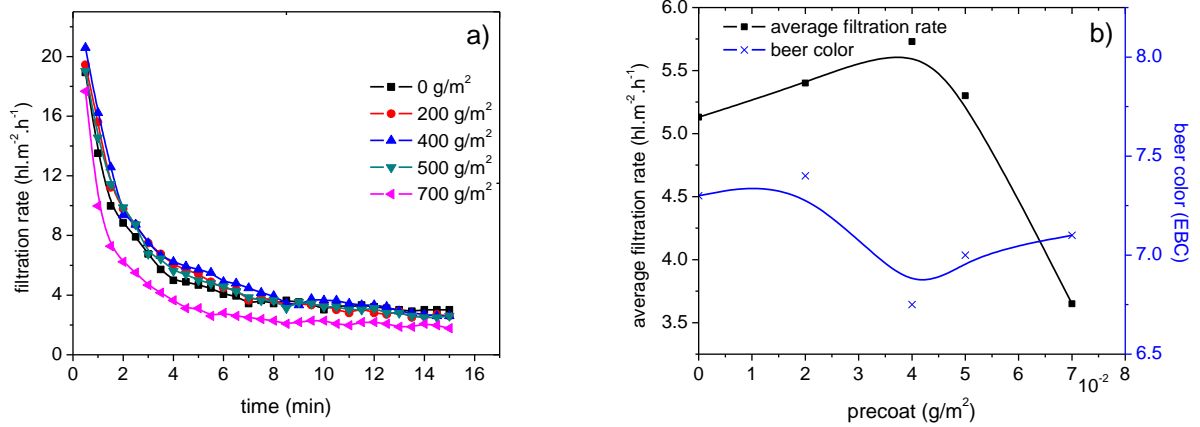 a)
0 g/m²
200 g/m²
400 g/m²
500 g/m²
700 g/m²
filtration rate (hl.m⁻².h⁻¹)
20
16
12
8
4
0
0 2 4 6 8 10 12 14 16
time (min)
b)
average filtration rate
beer color
average filtration rate (hl.m⁻².h⁻¹)
6.0
5.5
5.0
4.5
4.0
3.5
beer color (EBC)
8.0
7.5
7.0
6.5
0 1 2 3 4 5 6 7 8
10⁻²
precoat (g/m²)